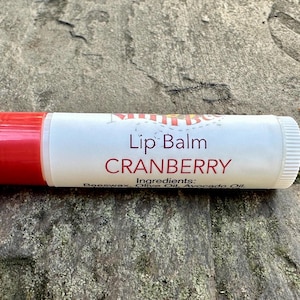 Lip Balm
CRANBERRY
Ingredients:
Beeswax, Olive Oil, Avocado Oil